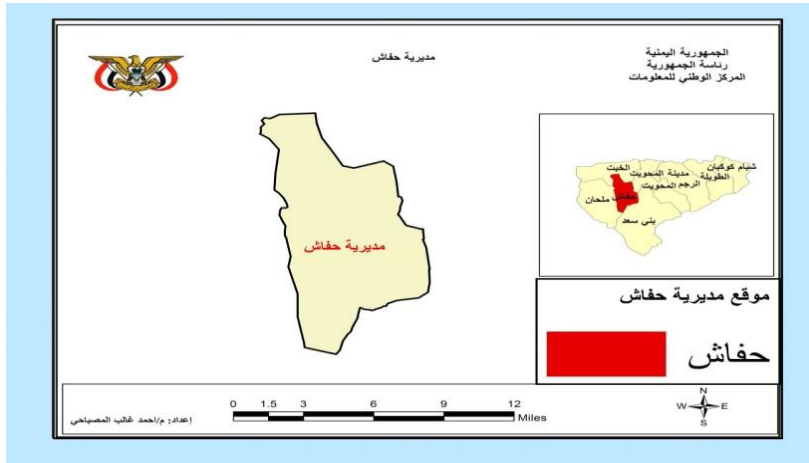 الجمهورية اليمنية
رئاسة الجمهورية
المركز الوطني للمعلومات
مديرية حفاش
مديرية حفاش
شبام كوكبان
الطويلة
الخبت
مدينة المحويت
الرجم
المحويت
حفاش
ملحان
بني سعد
موقع مديرية حفاش
حفاش
0 1.5 3 6 9 12
Miles
N
W E
S
إعداد: م/احمد غالب المصباحي